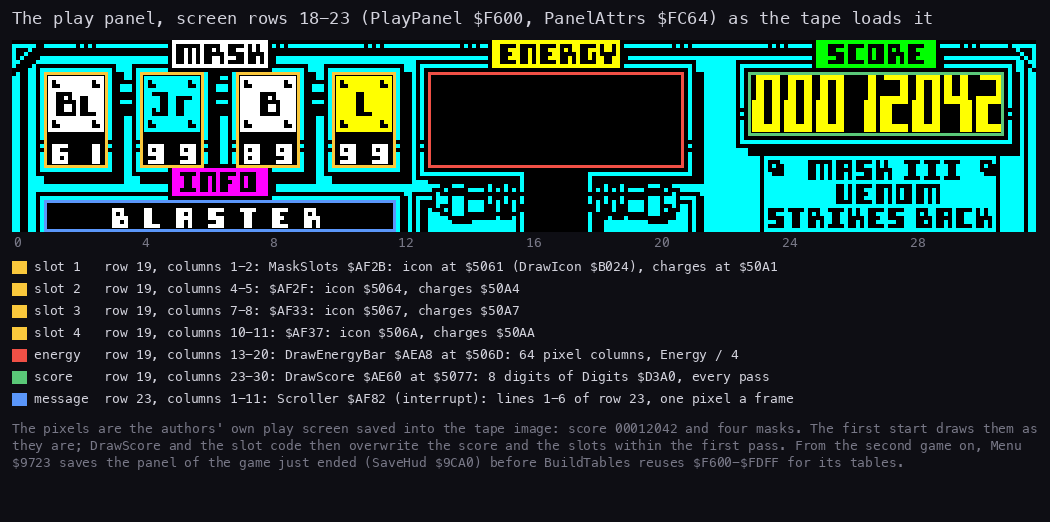 The play panel, screen rows 18–23 (PlayPanel $F600, PanelAttrs $FC64) as the tape loads it
MASK ENERGY SCORE
BL Jr B L
61 99 89 99
00012042
INFO
BLASTER
MASK III
VENOM
STRIKES BACK
0 4 8 12 16 20 24 28
slot 1 row 19, columns 1–2: MaskSlots $AF2B: icon at $5061 (DrawIcon $B024), charges at $50A1
slot 2 row 19, columns 4–5: $AF2F: icon $5064, charges $50A4
slot 3 row 19, columns 7–8: $AF33: icon $5067, charges $50A7
slot 4 row 19, columns 10–11: $AF37: icon $506A, charges $50AA
energy row 19, columns 13–20: DrawEnergyBar $AEA8 at $506D: 64 pixel columns, Energy / 4
score row 19, columns 23–30: DrawScore $AE60 at $5077: 8 digits of Digits $D3A0, every pass
message row 23, columns 1–11: Scroller $AF82 (interrupt): lines 1–6 of row 23, one pixel a frame
The pixels are the authors' own play screen saved into the tape image: score 00012042 and four masks. The first start draws them as
they are; DrawScore and the slot code then overwrite the score and the slots within the first pass. From the second game on, Menu
$9723 saves the panel of the game just ended (SaveHud $9CA0) before BuildTables reuses $F600–$FDFF for its tables.